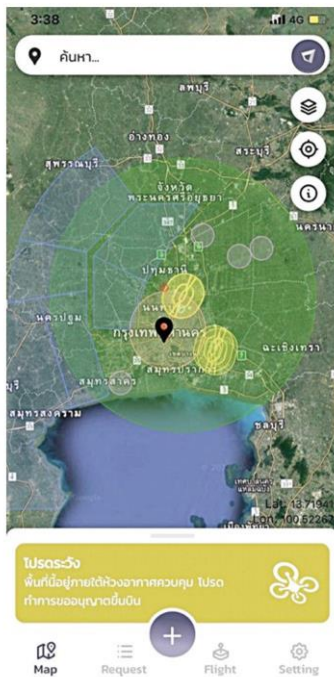 3:38
4G
ค้นหา...
ลพบุรี
อ่างทอง
สุพรรณบุรี
สระบุรี
จังหวัด
พระนครศรีอยุธยา
ปทุมธานี
นครปฐม
กรุงเทพมหานคร
ฉะเชิงเทรา
สมุทรปราการ
สมุทรสาคร
สมุทรสงคราม
ชลบุรี
Lat: 13.71941
Lon: 100.52263
โปรดระวัง
พื้นที่นี้อยู่ภายใต้ห้วงอากาศควบคุม โปรด
ทำการขออนุญาตขึ้นบิน
Map
Request
Flight
Setting